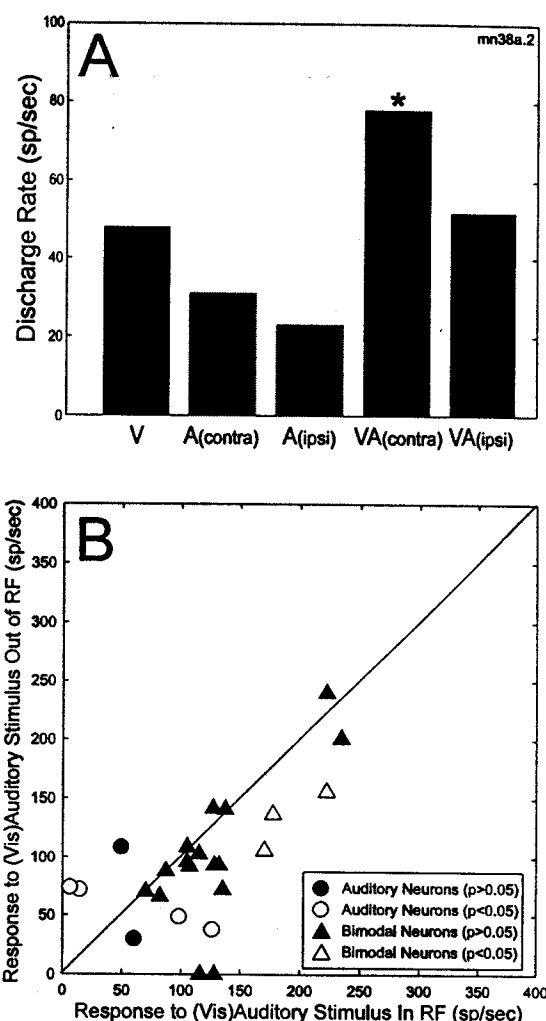 A
mn38a.2
*
Discharge Rate (sp/sec)
100
80
60
40
20
0
V
A(contra)
A(ipsi)
VA(contra)
VA(ipsi)
B
Response to (Vis)Auditory Stimulus Out of RF (sp/sec)
400
350
300
250
200
150
100
50
0
Auditory Neurons (p>0.05)
Auditory Neurons (p<0.05)
Bimodal Neurons (p>0.05)
Bimodal Neurons (p<0.05)
0 50 100 150 200 250 300 350 400
Response to (Vis)Auditory Stimulus In RF (sp/sec)